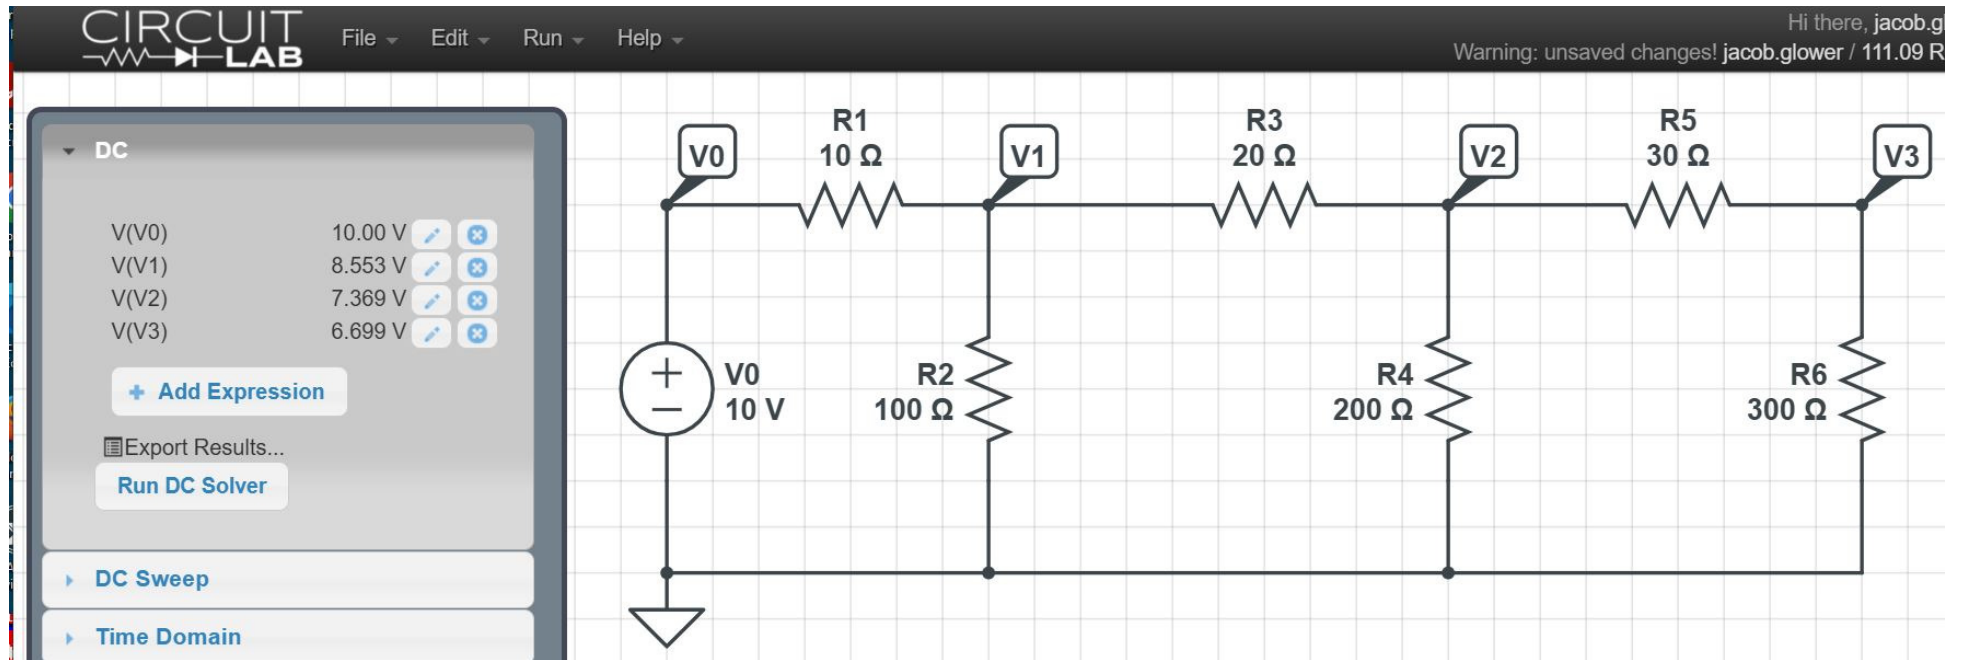 CIRCUIT
LAB
File Edit Run Help
Hi there, jacob.gl
Warning: unsaved changes! jacob.glower / 111.09 R
DC
V(V0) 10.00 V
V(V1) 8.553 V
V(V2) 7.369 V
V(V3) 6.699 V
+ Add Expression
Export Results...
Run DC Solver
DC Sweep
Time Domain
V0
R1
10 Ω
V1
R3
20 Ω
V2
R5
30 Ω
V3
V0
10 V
R2
100 Ω
R4
200 Ω
R6
300 Ω